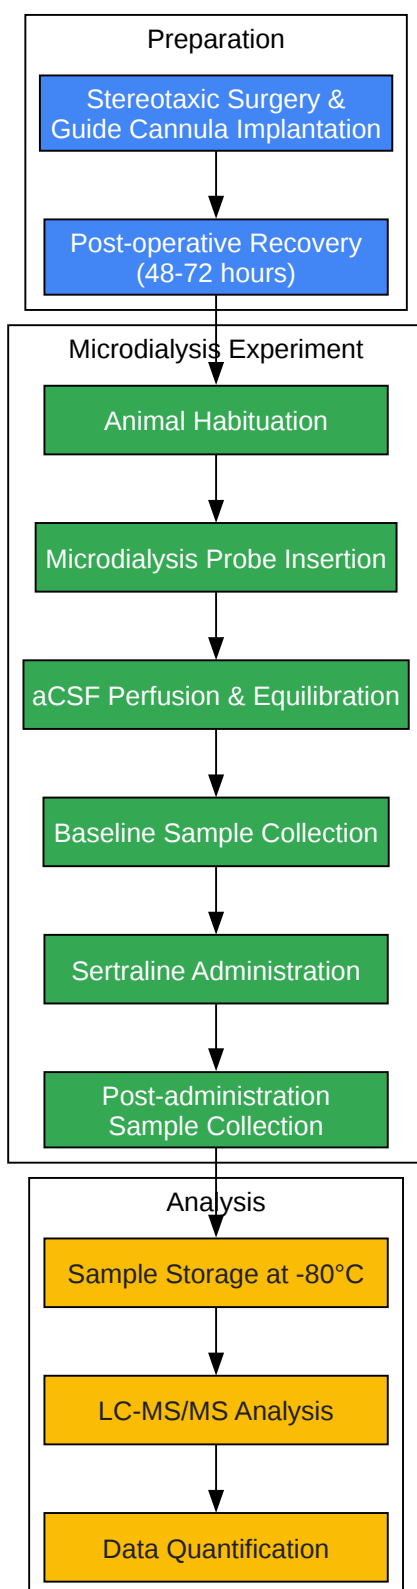 Preparation
Stereotaxic Surgery &
Guide Cannula Implantation
Post-operative Recovery
(48-72 hours)
Microdialysis Experiment
Animal Habituation
Microdialysis Probe Insertion
aCSF Perfusion & Equilibration
Baseline Sample Collection
Sertraline Administration
Post-administration
Sample Collection
Analysis
Sample Storage at -80°C
LC-MS/MS Analysis
Data Quantification